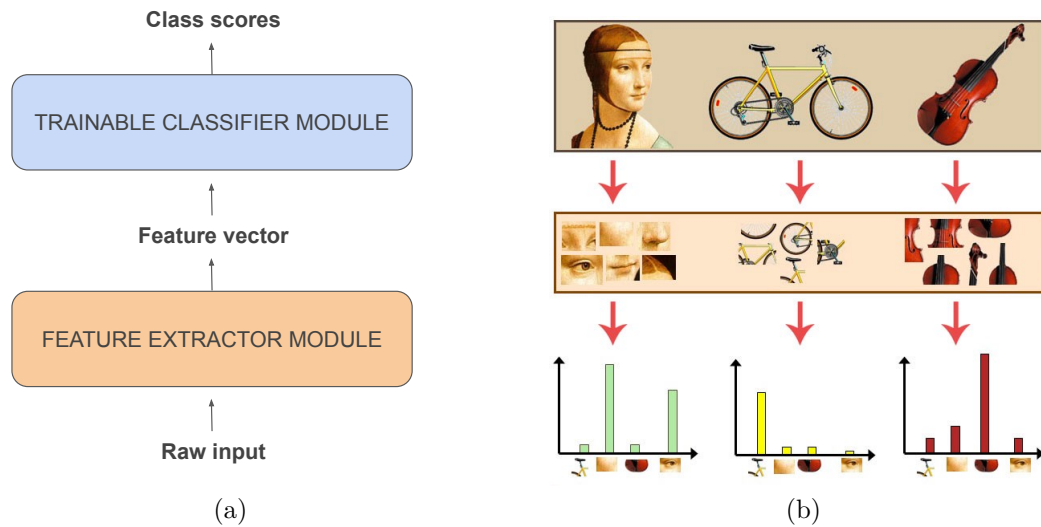 Class scores
TRAINABLE CLASSIFIER MODULE
Feature vector
FEATURE EXTRACTOR MODULE
Raw input
(a)
(b)